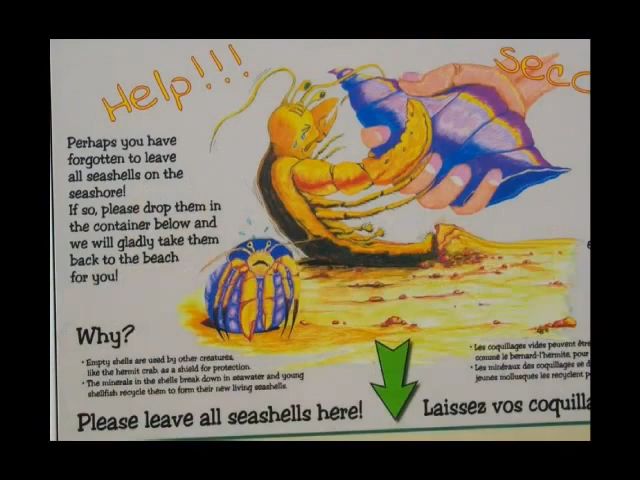 Help!!!
Perhaps you have
forgotten to leave
all seashells on the
seashore!
If so, please drop them in
the container below and
we will gladly take them
back to the beach
for you!
Why?
• Empty shells are used by other creatures,
like the hermit crab, as a shield for protection.
• The minerals in the shells break down in seawater and young
shellfish recycle them to form their new living seashells.
Please leave all seashells here!
Seco
• Les coquillages vides peuvent être
comme le bernard-l'hermite, pour
• Les minéraux des coquillages se d
jeunes mollusques les recyclent p
Laissez vos coquilla